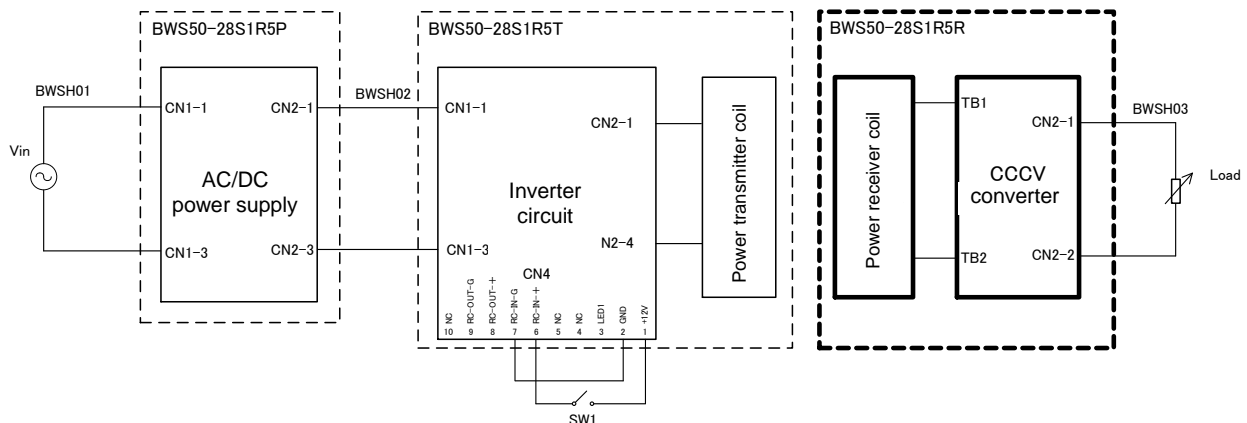 BWS50-28S1R5P
BWSH01
CN1-1
CN2-1
Vin
AC/DC
power supply
CN1-3
CN2-3
BWSH02
BWS50-28S1R5T
CN1-1
CN2-1
Inverter
circuit
CN1-3
N2-4
CN4
NC
RC-OUT-G
RC-OUT-+
RC-IN-G
RC-IN-+
NC
NC
LED1
GND
+12V
10 9 8 7 6 5 4 3 2 1
SW1
Power transmitter coil
BWS50-28S1R5R
Power receiver coil
TB1
TB2
CN2-1
CCCV
converter
CN2-2
BWSH03
Load